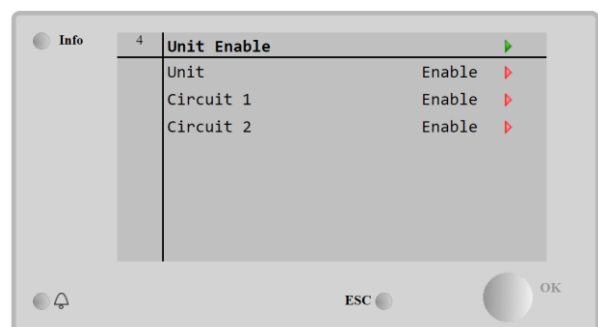 Info
4 Unit Enable
Unit Enable
Circuit 1 Enable
Circuit 2 Enable
ESC
OK